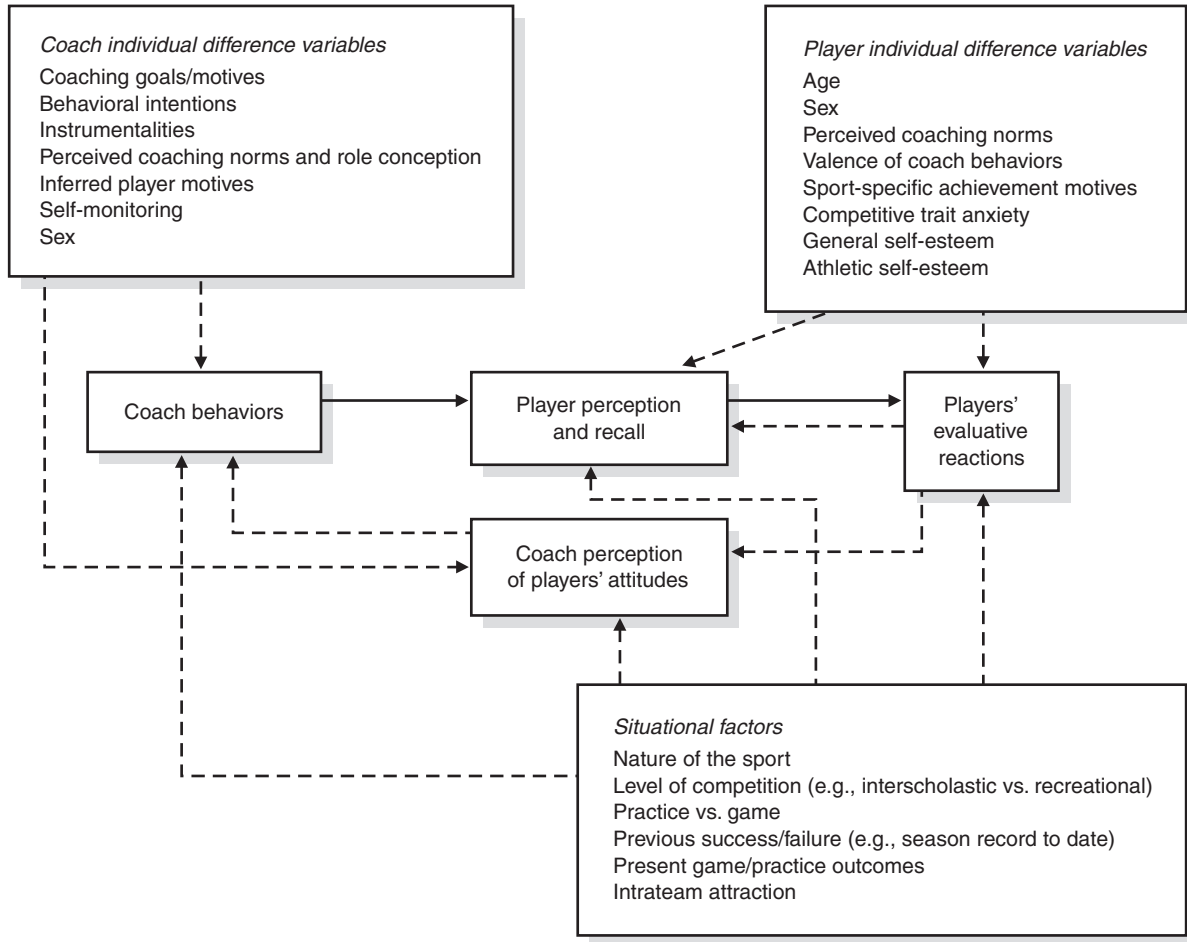 Coach individual difference variables
Coaching goals/motives
Behavioral intentions
Instrumentalities
Perceived coaching norms and role conception
Inferred player motives
Self-monitoring
Sex
Player individual difference variables
Age
Sex
Perceived coaching norms
Valence of coach behaviors
Sport-specific achievement motives
Competitive trait anxiety
General self-esteem
Athletic self-esteem
Coach behaviors
Player perception
and recall
Players'
evaluative
reactions
Coach perception
of players' attitudes
Situational factors
Nature of the sport
Level of competition (e.g., interscholastic vs. recreational)
Practice vs. game
Previous success/failure (e.g., season record to date)
Present game/practice outcomes
Intrateam attraction